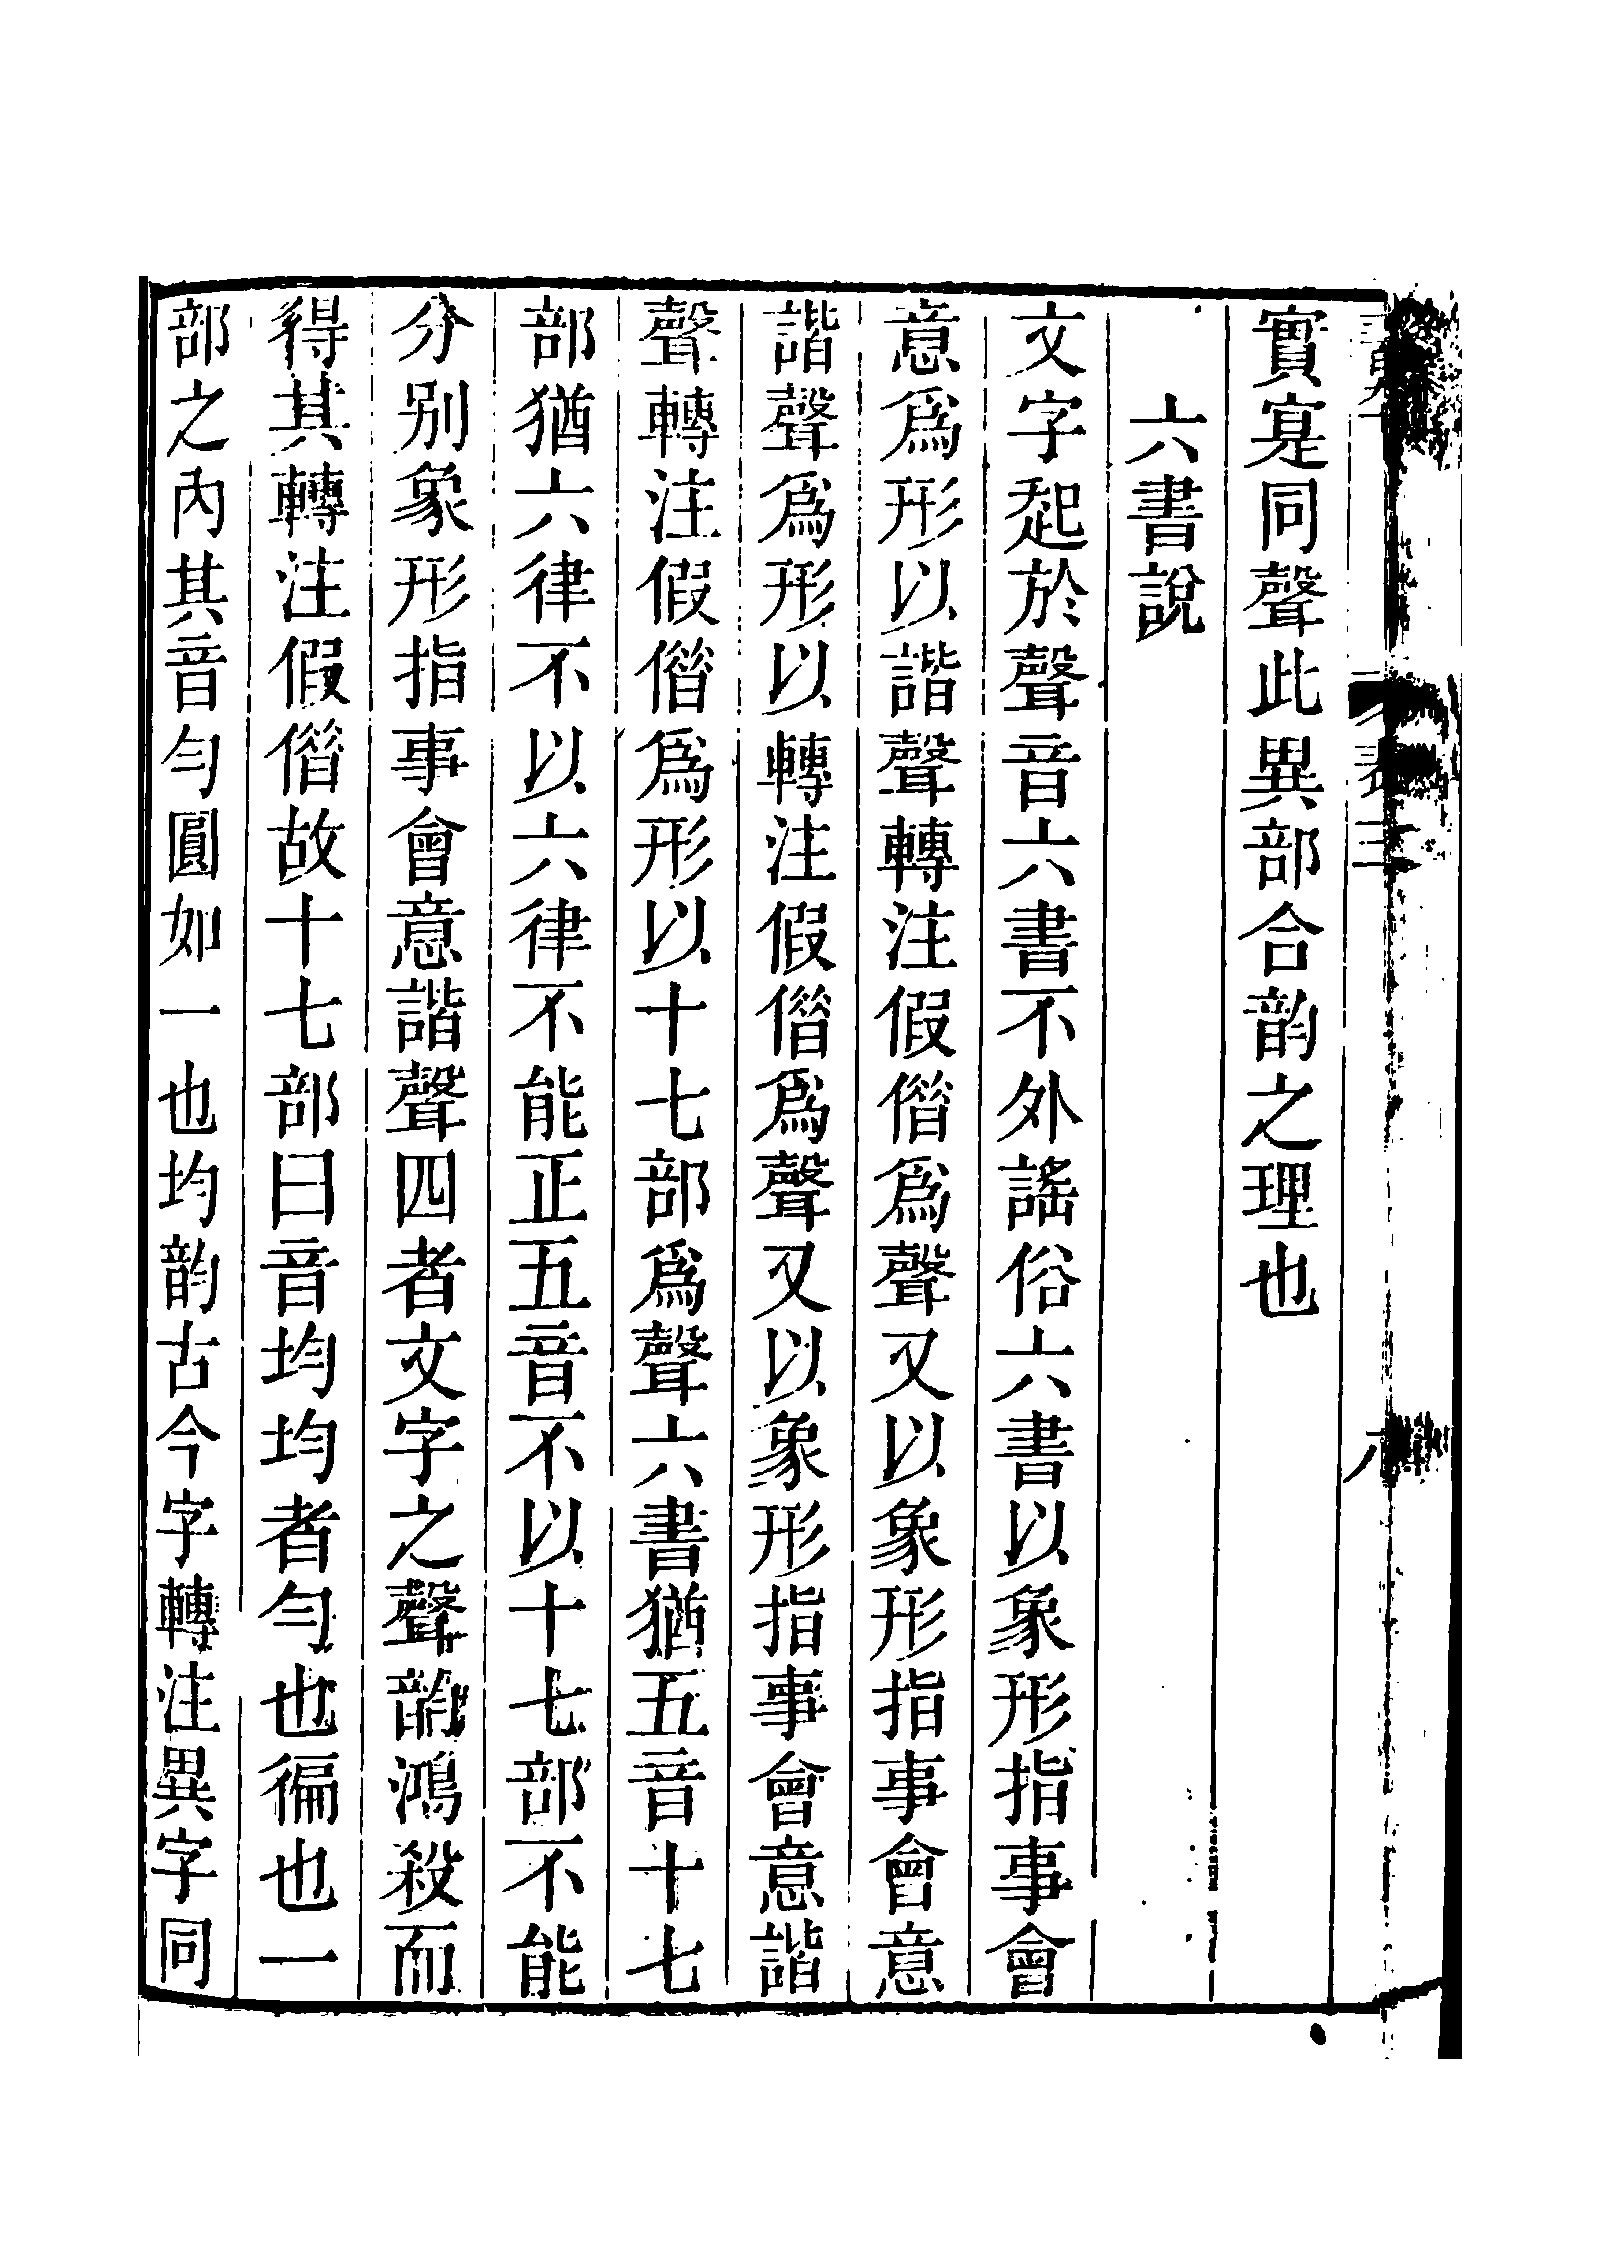 實寔同聲此異部合韵之理也
六書說
文字起於聲音六書不外謠俗六書以象形指事會
意爲形以諧聲轉注假借爲聲又以象形指事會意
諧聲爲形以轉注假借爲聲又以象形指事會意諧
聲轉注假借爲形以十七部爲聲六書猶五音十七
部猶六律不以六律不能正五音不以十七部不能
分别象形指事會意諧聲四者文字之聲韵鴻殺而
得其轉注假借故十七部曰音均均者勻也徧也一
部之內其音勻圓如一也均韵古今字轉注異字同